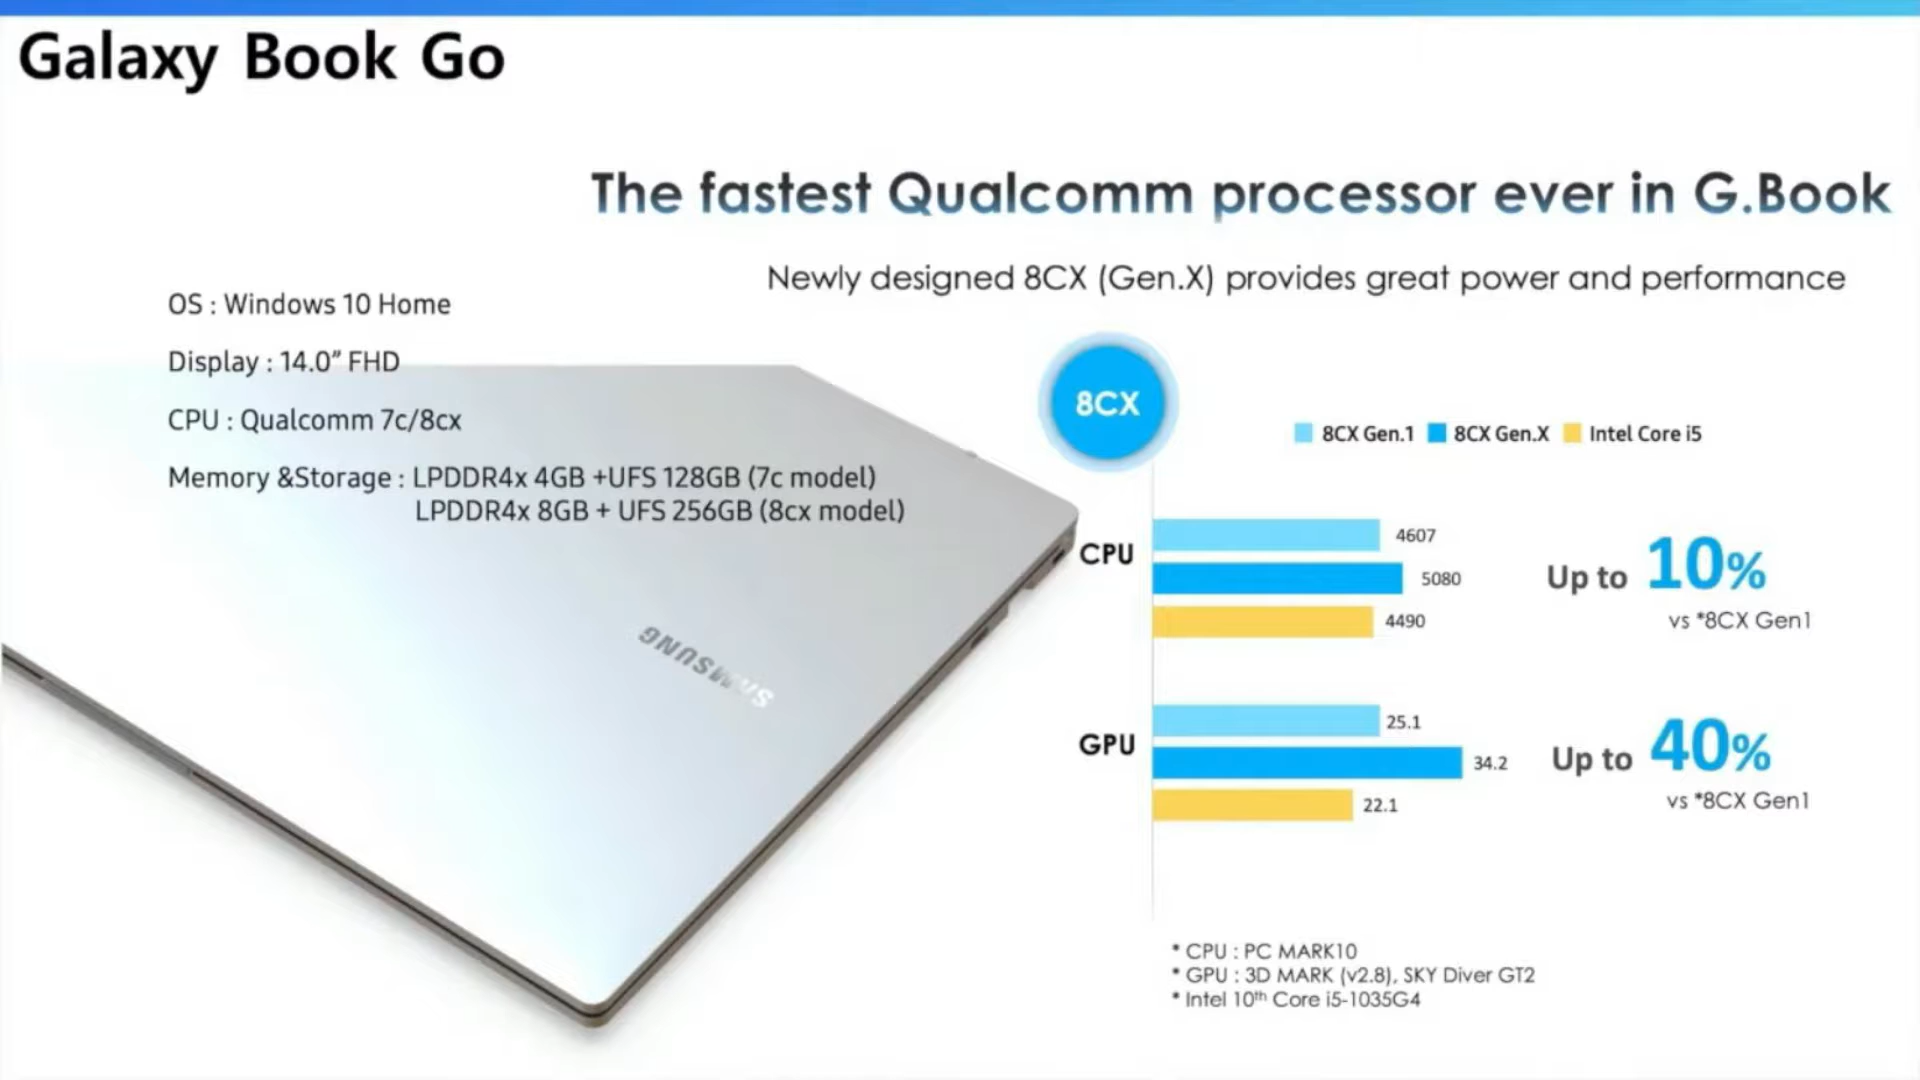 Galaxy Book Go
The fastest Qualcomm processor ever in G.Book
Newly designed 8CX (Gen.X) provides great power and performance
OS : Windows 10 Home
Display : 14.0” FHD
CPU : Qualcomm 7c/8cx
Memory &Storage : LPDDR4x 4GB +UFS 128GB (7c model)
LPDDR4x 8GB + UFS 256GB (8cx model)
SAMSUNG
8CX
8CX Gen.1 8CX Gen.X Intel Core i5
CPU
4607
5080
4490
Up to 10%
vs *8CX Gen1
GPU
25.1
34.2
22.1
Up to 40%
vs *8CX Gen1
* CPU : PC MARK10
* GPU : 3D MARK (v2.8), SKY Diver GT2
* Intel 10th Core i5-1035G4